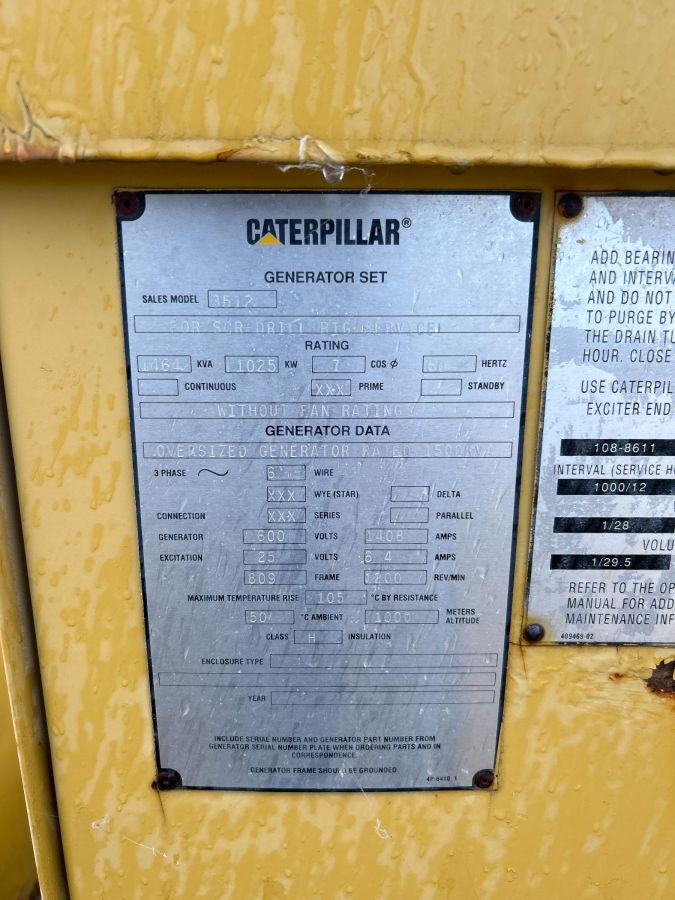 CATERPILLAR®
GENERATOR SET
SALES MODEL 3512
FOR SCR DRILL RIG SERVICE
RATING
1464 KVA 1025 KW .7 COS Ø 60 HERTZ
CONTINUOUS XXX PRIME STANDBY
WITHOUT FAN RATING
GENERATOR DATA
OVERSIZED GENERATOR RATED 1500KVA
3 PHASE WIRE
XXX WYE (STAR) DELTA
CONNECTION XXX SERIES PARALLEL
GENERATOR 600 VOLTS 1408 AMPS
EXCITATION 25 VOLTS 6.4 AMPS
609 FRAME 1200 REV/MIN
MAXIMUM TEMPERATURE RISE 105 °C BY RESISTANCE
50 °C AMBIENT 1000 METERS ALTITUDE
CLASS H INSULATION
ENCLOSURE TYPE
YEAR
INCLUDE SERIAL NUMBER AND GENERATOR PART NUMBER FROM
GENERATOR SERIAL NUMBER PLATE WHEN ORDERING PARTS AND IN
CORRESPONDENCE.
GENERATOR FRAME SHOULD BE GROUNDED.
4P-8410 1
ADD BEARIN
AND INTERV
AND DO NOT
TO PURGE BY
THE DRAIN TU
HOUR. CLOSE
USE CATERPIL
EXCITER END
108-8611
INTERVAL (SERVICE H
1000/12
1/28
VOLU
1/29.5
REFER TO THE OP
MANUAL FOR ADD
MAINTENANCE INF
409469-02